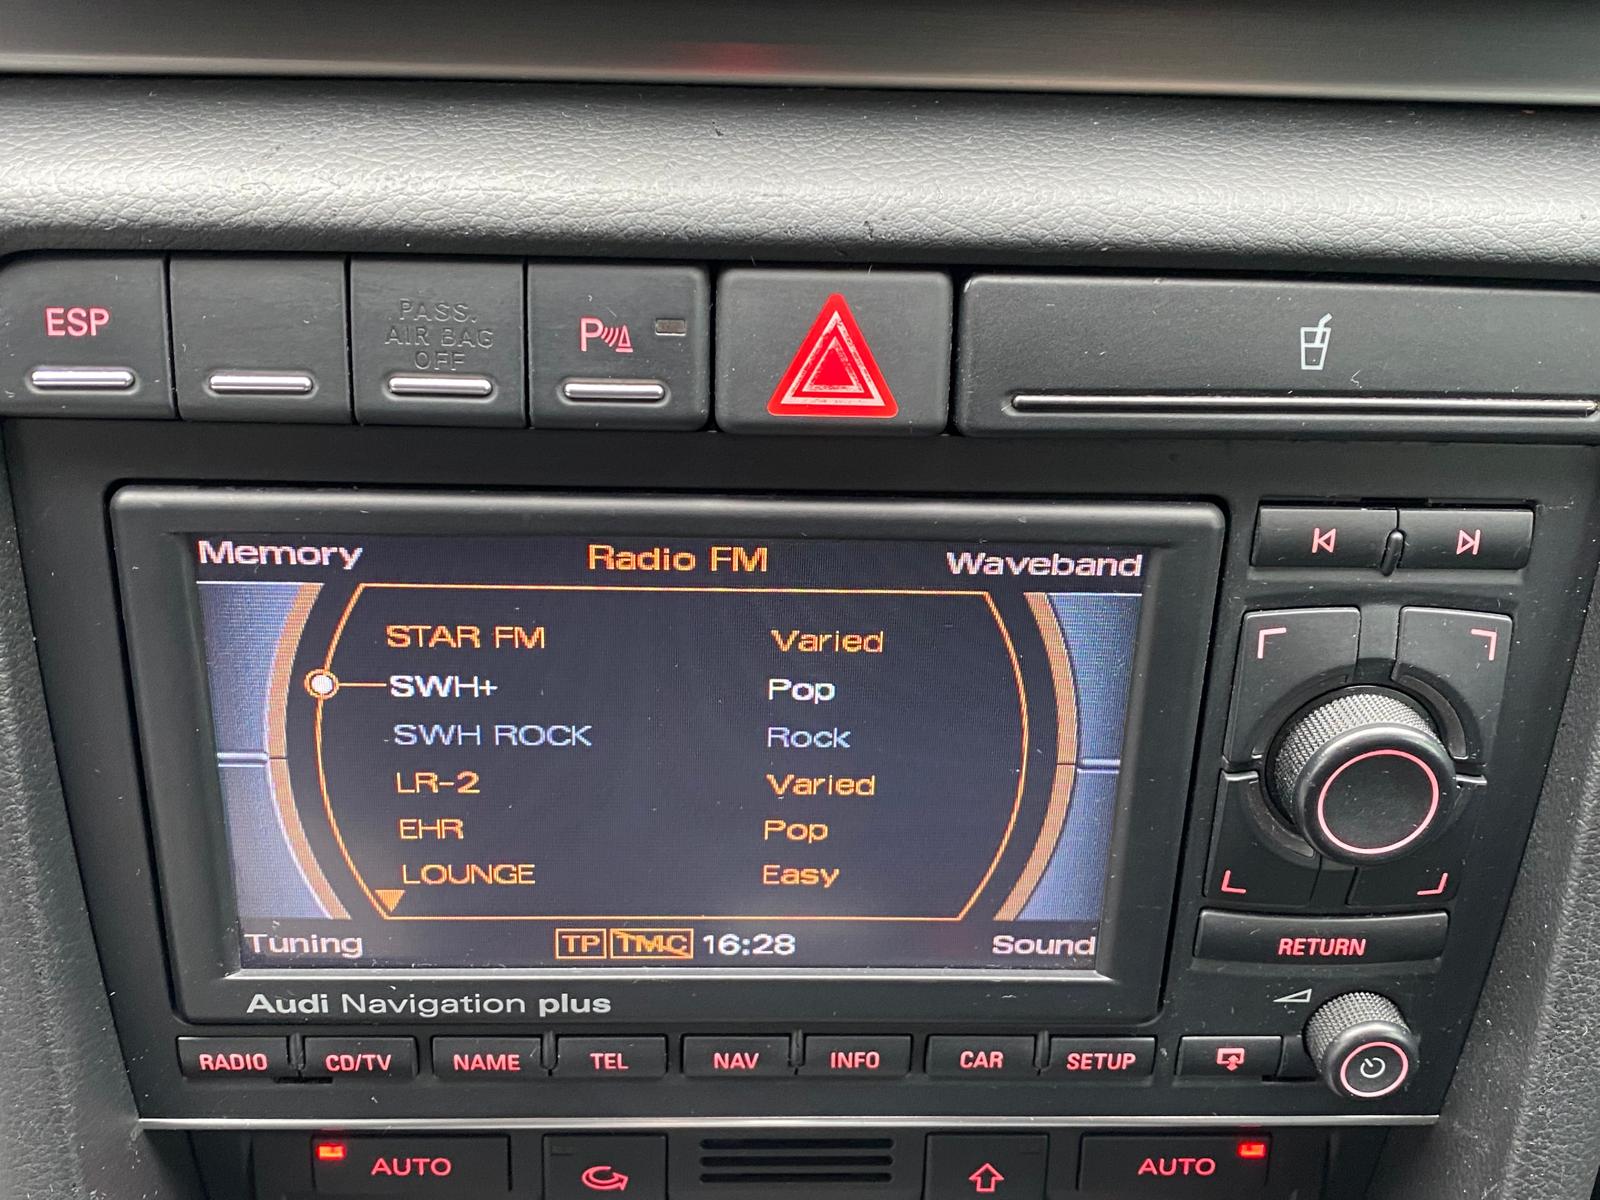 ESP
PASS.
AIR BAG
OFF
P
Memory Radio FM Waveband
STAR FM Varied
SWH+ Pop
SWH ROCK Rock
LR-2 Varied
EHR Pop
LOUNGE Easy
Tuning TP TMC 16:28 Sound
RETURN
Audi Navigation plus
RADIO CD/TV NAME TEL NAV INFO CAR SETUP
AUTO AUTO